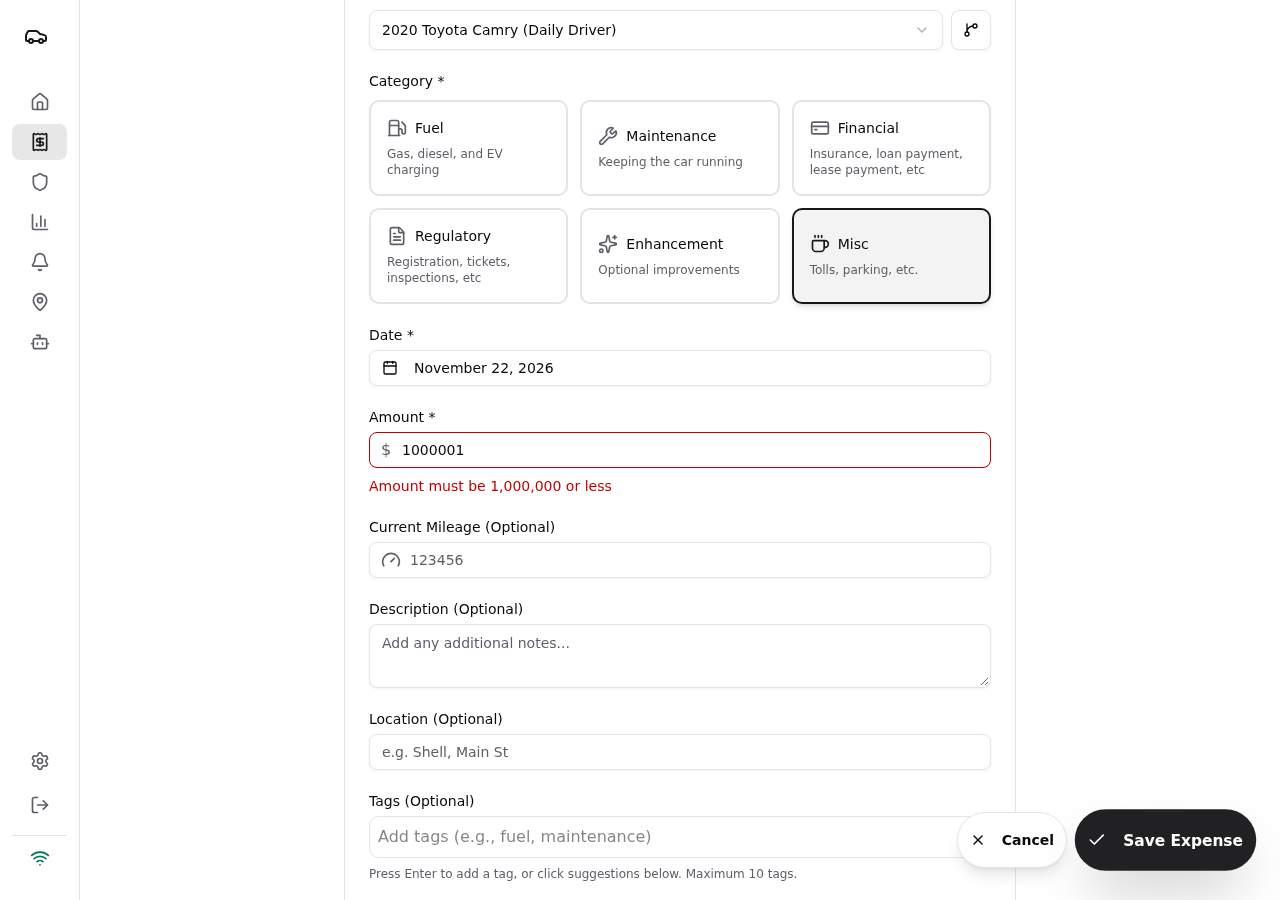 2020 Toyota Camry (Daily Driver)
Category *
Fuel
Gas, diesel, and EV
charging
Maintenance
Keeping the car running
Financial
Insurance, loan payment,
lease payment, etc
Regulatory
Registration, tickets,
inspections, etc
Enhancement
Optional improvements
Misc
Tolls, parking, etc.
Date *
November 22, 2026
Amount *
$ 1000001
Amount must be 1,000,000 or less
Current Mileage (Optional)
123456
Description (Optional)
Add any additional notes...
Location (Optional)
e.g. Shell, Main St
Tags (Optional)
Add tags (e.g., fuel, maintenance)
Press Enter to add a tag, or click suggestions below. Maximum 10 tags.
Cancel
Save Expense